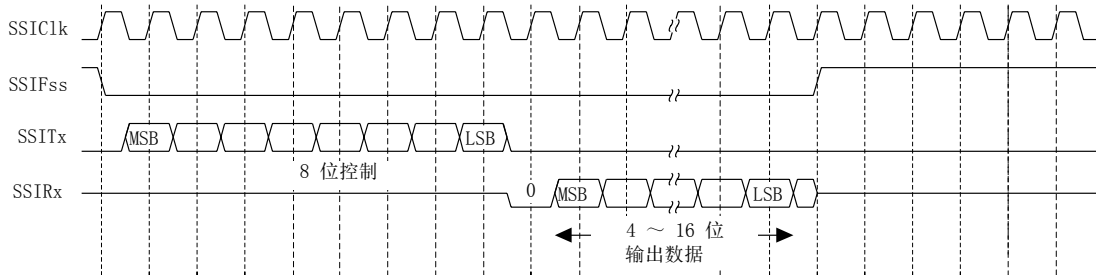 SSIClk
SSIFss
SSITx
MSB
LSB
8 位控制
SSIRx
0
MSB
LSB
4 ～ 16 位
输出数据